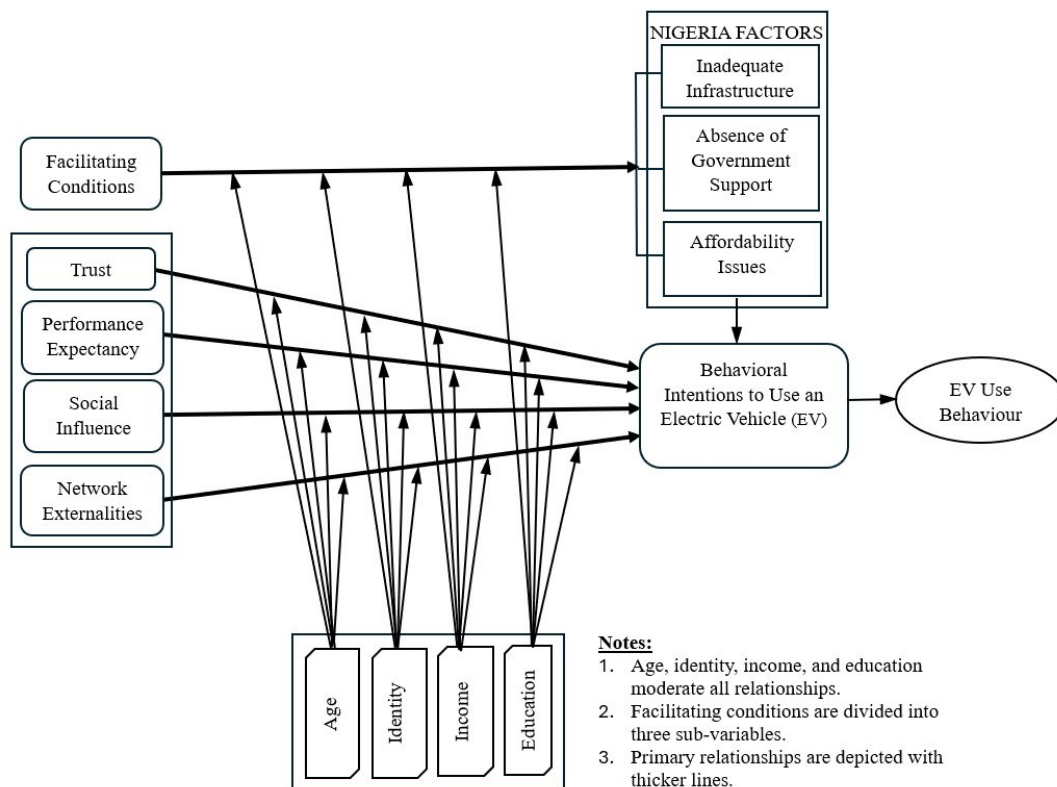 NIGERIA FACTORS
Inadequate
Infrastructure
Absence of
Government
Support
Affordability
Issues
Facilitating
Conditions
Trust
Performance
Expectancy
Social
Influence
Network
Externalities
Behavioral
Intentions to Use an
Electric Vehicle (EV)
EV Use
Behaviour
Age
Identity
Income
Education
Notes:
1. Age, identity, income, and education
moderate all relationships.
2. Facilitating conditions are divided into
three sub-variables.
3. Primary relationships are depicted with
thicker lines.